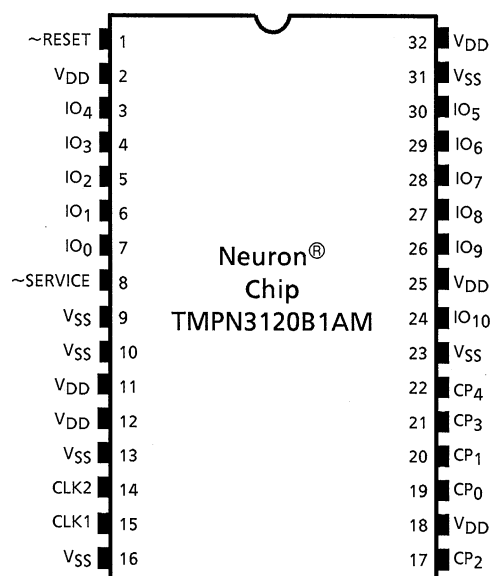 ~RESET 1 32 VDD
VDD 2 31 VSS
IO4 3 30 IO5
IO3 4 29 IO6
IO2 5 28 IO7
IO1 6 27 IO8
IO0 7 26 IO9
~SERVICE 8 25 VDD
VSS 9 24 IO10
VSS 10 23 VSS
VDD 11 22 CP4
VDD 12 21 CP3
VSS 13 20 CP1
CLK2 14 19 CP0
CLK1 15 18 VDD
VSS 16 17 CP2
Neuron®
Chip
TMPN3120B1AM